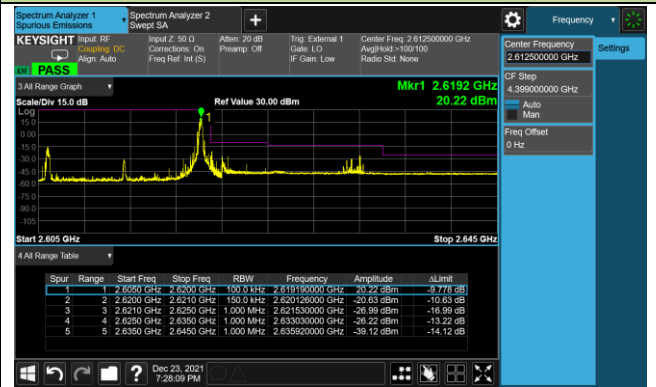 Spectrum Analyzer 1
Spurious Emissions
Spectrum Analyzer 2
Swept SA
Frequency
KEYSIGHT
Input: RF
Coupling: DC
Align: Auto
Input Z: 50 Ω
Corrections: On
Freq Ref: Int (S)
Atten: 20 dB
Preamp: Off
Trig: External 1
Gate: LO
IF Gain: Low
Center Freq: 2.612500000 GHz
Avg|Hold:>100/100
Radio Std: None
PASS
Center Frequency
2.612500000 GHz
Settings
CF Step
4.399000000 GHz
Auto
Man
Freq Offset
0 Hz
3 All Range Graph
Mkr1 2.6192 GHz
Scale/Div 15.0 dB
Ref Value 30.00 dBm
20.22 dBm
Log
15.0
0.00
-15.0
-30.0
-45.0
-60.0
-75.0
-90.0
-105
1
Start 2.605 GHz
Stop 2.645 GHz
4 All Range Table
Spur Range Start Freq Stop Freq RBW Frequency Amplitude ΔLimit
1 1 2.6050 GHz 2.6200 GHz 100.0 kHz 2.619190000 GHz 20.22 dBm -9.778 dB
2 2 2.6200 GHz 2.6210 GHz 150.0 kHz 2.620126000 GHz -20.63 dBm -10.63 dB
3 3 2.6210 GHz 2.6250 GHz 1.000 MHz 2.621530000 GHz -26.99 dBm -16.99 dB
4 4 2.6250 GHz 2.6350 GHz 1.000 MHz 2.633030000 GHz -26.22 dBm -13.22 dB
5 5 2.6350 GHz 2.6450 GHz 1.000 MHz 2.635920000 GHz -39.12 dBm -14.12 dB
Dec 23, 2021
7:28:09 PM